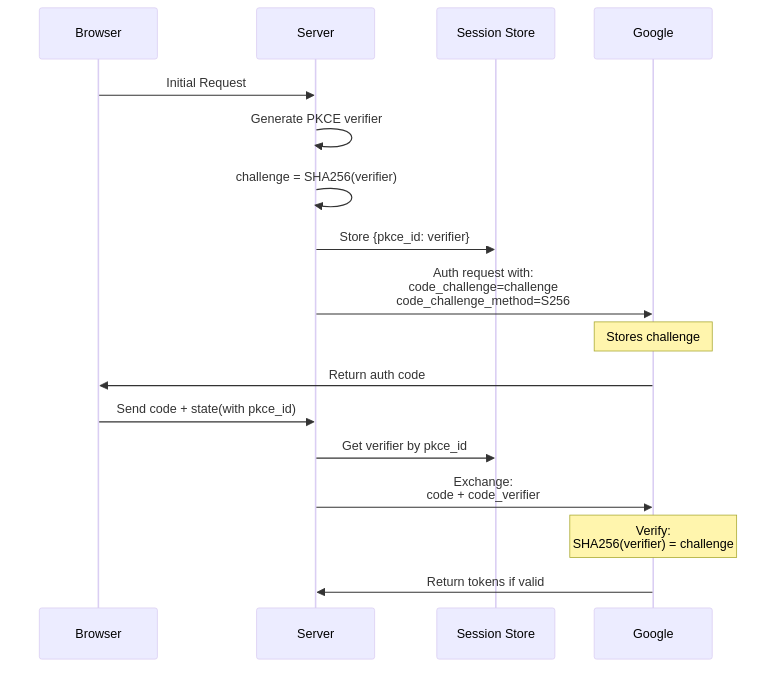 Browser
Server
Session Store
Google
Initial Request
Generate PKCE verifier
challenge = SHA256(verifier)
Store {pkce_id: verifier}
Auth request with:
code_challenge=challenge
code_challenge_method=S256
Stores challenge
Return auth code
Send code + state(with pkce_id)
Get verifier by pkce_id
Exchange:
code + code_verifier
Verify:
SHA256(verifier) = challenge
Return tokens if valid
Browser
Server
Session Store
Google